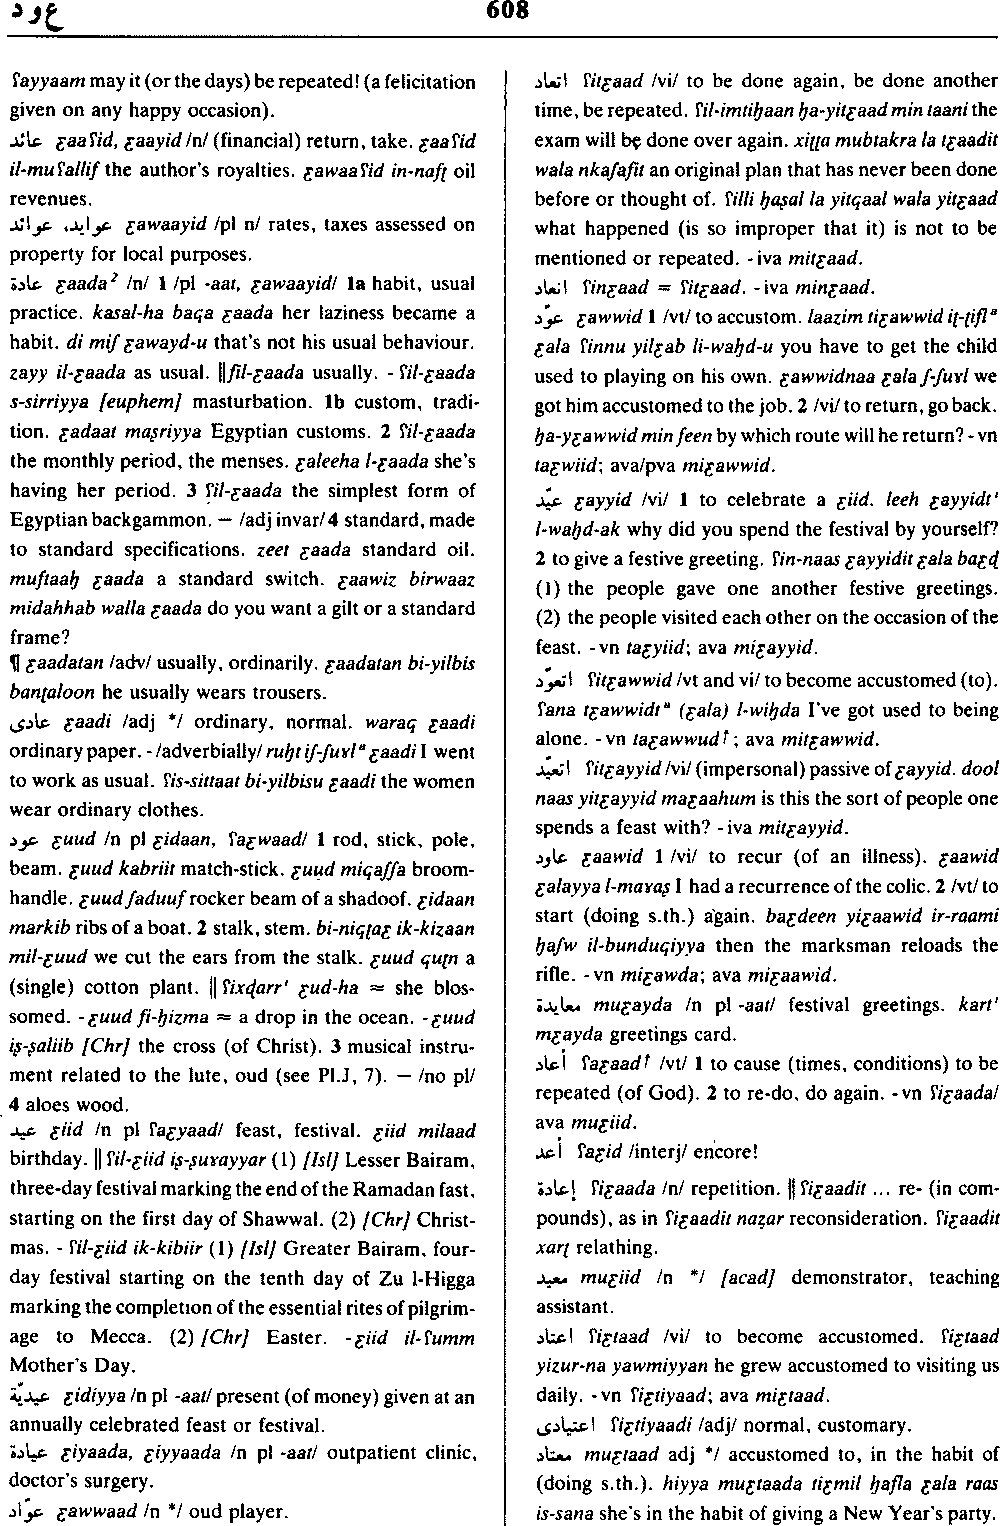 ع و د
608
ʕayyaam may it (or the days) be repeated! (a felicitation
given on any happy occasion).
عائد ɛaaʕid, ɛaayid /n/ (financial) return, take. ɛaaʕid
il-muʕallif the author's royalties. ɛawaaʕid in-nafṭ oil
revenues.
عوايد، عوائد ɛawaayid /pl n/ rates, taxes assessed on
property for local purposes.
عادة ɛaada² /n/ 1 /pl -aat, ɛawaayid/ 1a habit, usual
practice. kasal-ha baqa ɛaada her laziness became a
habit. di miʃ ɛawayd-u that's not his usual behaviour.
zayy il-ɛaada as usual. ‖fil-ɛaada usually. - ʕil-ɛaada
s-sirriyya [euphem] masturbation. 1b custom, tradi-
tion. ɛadaat maṣriyya Egyptian customs. 2 ʕil-ɛaada
the monthly period, the menses. ɛaleeha l-ɛaada she's
having her period. 3 ʕil-ɛaada the simplest form of
Egyptian backgammon. — /adj invar/ 4 standard, made
to standard specifications. zeet ɛaada standard oil.
muftaaḥ ɛaada a standard switch. ɛaawiz birwaaz
midahhab walla ɛaada do you want a gilt or a standard
frame?
¶ ɛaadatan /adv/ usually, ordinarily. ɛaadatan bi-yilbis
banṭaloon he usually wears trousers.
عادى ɛaadi /adj */ ordinary, normal. waraq ɛaadi
ordinary paper. - /adverbially/ ruḥt iʃ-ʃuɣlᵃ ɛaadi I went
to work as usual. ʕis-sittaat bi-yilbisu ɛaadi the women
wear ordinary clothes.
عود ɛuud /n pl ɛidaan, ʕaɛwaad/ 1 rod, stick, pole,
beam. ɛuud kabriit match-stick. ɛuud miqaʃʃa broom-
handle. ɛuud ʃaduuf rocker beam of a shadoof. ɛidaan
markib ribs of a boat. 2 stalk, stem. bi-niqṭaɛ ik-kizaan
mil-ɛuud we cut the ears from the stalk. ɛuud quṭn a
(single) cotton plant. ‖ ʕixḍarrⁱ ɛud-ha ≈ she blos-
somed. -ɛuud fi-ḥizma ≈ a drop in the ocean. -ɛuud
iṣ-ṣaliib [Chr] the cross (of Christ). 3 musical instru-
ment related to the lute, oud (see Pl.J, 7). — /no pl/
4 aloes wood.
عيد ɛiid /n pl ʕaɛyaad/ feast, festival. ɛiid milaad
birthday. ‖ ʕil-ɛiid iṣ-ṣuɣayyar (1) [Isl] Lesser Bairam,
three-day festival marking the end of the Ramadan fast,
starting on the first day of Shawwal. (2) [Chr] Christ-
mas. - ʕil-ɛiid ik-kibiir (1) [Isl] Greater Bairam, four-
day festival starting on the tenth day of Zu l-Higga
marking the completion of the essential rites of pilgrim-
age to Mecca. (2) [Chr] Easter. -ɛiid il-ʕumm
Mother's Day.
عيديّة ɛidiyya /n pl -aat/ present (of money) given at an
annually celebrated feast or festival.
عيادة ɛiyaada, ɛiyyaada /n pl -aat/ outpatient clinic,
doctor's surgery.
عوّاد ɛawwaad /n */ oud player.
اتعاد ʕitɛaad /vi/ to be done again, be done another
time, be repeated. ʕil-imtiḥaan ḥa-yitɛaad min taani the
exam will be done over again. xiṭṭa mubtakra la tɛaadit
wala nkaʃafit an original plan that has never been done
before or thought of. ʕilli ḥaṣal la yitqaal wala yitɛaad
what happened (is so improper that it) is not to be
mentioned or repeated. -iva mitɛaad.
انعاد ʕinɛaad = ʕitɛaad. -iva minɛaad.
عوّد ɛawwid 1 /vt/ to accustom. laazim tiɛawwid iṭ-ṭiflᵃ
ɛala ʕinnu yilɛab li-waḥd-u you have to get the child
used to playing on his own. ɛawwidnaa ɛala ʃ-ʃuɣl we
got him accustomed to the job. 2 /vi/ to return, go back.
ḥa-yɛawwid min feen by which route will he return? - vn
taɛwiid; ava/pva miɛawwid.
عيّد ɛayyid /vi/ 1 to celebrate a ɛiid. leeh ɛayyidtⁱ
l-waḥd-ak why did you spend the festival by yourself?
2 to give a festive greeting. ʕin-naas ɛayyidit ɛala baɛḍ
(1) the people gave one another festive greetings.
(2) the people visited each other on the occasion of the
feast. -vn taɛyiid; ava miɛayyid.
اتعوّد ʕitɛawwid /vt and vi/ to become accustomed (to).
ʕana tɛawwidtᵃ (ɛala) l-wiḥda I've got used to being
alone. -vn taɛawwud↑; ava mitɛawwid.
اتعيّد ʕitɛayyid /vi/ (impersonal) passive of ɛayyid. dool
naas yitɛayyid maɛaahum is this the sort of people one
spends a feast with? -iva mitɛayyid.
عاود ɛaawid 1 /vi/ to recur (of an illness). ɛaawid
ɛalayya l-maɣaṣ I had a recurrence of the colic. 2 /vt/ to
start (doing s.th.) again. baɛdeen yiɛaawid ir-raami
ḥaʃw il-bunduqiyya then the marksman reloads the
rifle. -vn miɛawda; ava miɛaawid.
معايدة muɛayda /n pl -aat/ festival greetings. kartⁱ
mɛayda greetings card.
أعاد ʕaɛaad↑ /vt/ 1 to cause (times, conditions) to be
repeated (of God). 2 to re-do, do again. -vn ʕiɛaada/
ava muɛiid.
أعد ʕaɛid /interj/ encore!
إعادة ʕiɛaada /n/ repetition. ‖ ʕiɛaadit ... re- (in com-
pounds), as in ʕiɛaadit naẓar reconsideration. ʕiɛaadit
xarṭ relathing.
معيد muɛiid /n */ [acad] demonstrator, teaching
assistant.
اعتاد ʕiɛtaad /vi/ to become accustomed. ʕiɛtaad
yizur-na yawmiyyan he grew accustomed to visiting us
daily. -vn ʕiɛtiyaad; ava miɛtaad.
اعتيادى ʕiɛtiyaadi /adj/ normal, customary.
معتاد muɛtaad adj */ accustomed to, in the habit of
(doing s.th.). hiyya muɛtaada tiɛmil ḥafla ɛala raas
is-sana she's in the habit of giving a New Year's party.